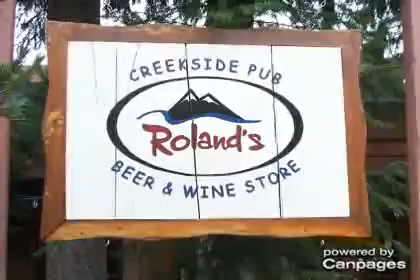 CREEKSIDE PUB
Roland's
BEER & WINE STORE
powered by
Canpages